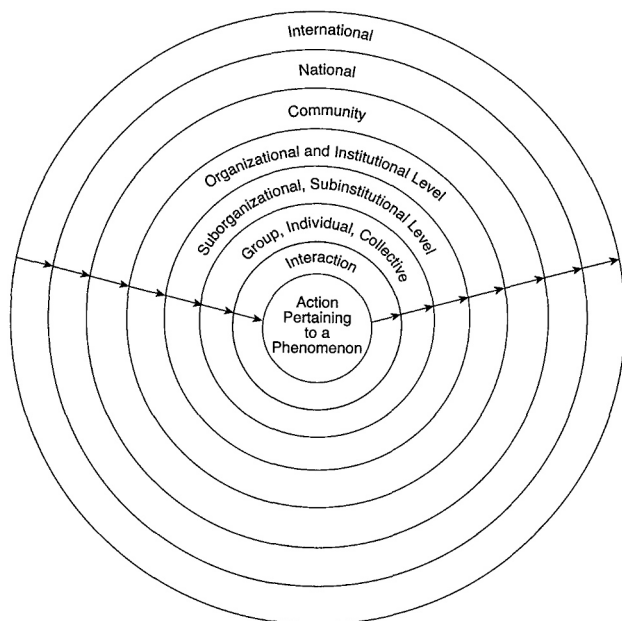 International
National
Community
Organizational and Institutional Level
Suborganizational, Subinstitutional Level
Group, Individual, Collective
Interaction
Action
Pertaining
to a
Phenomenon